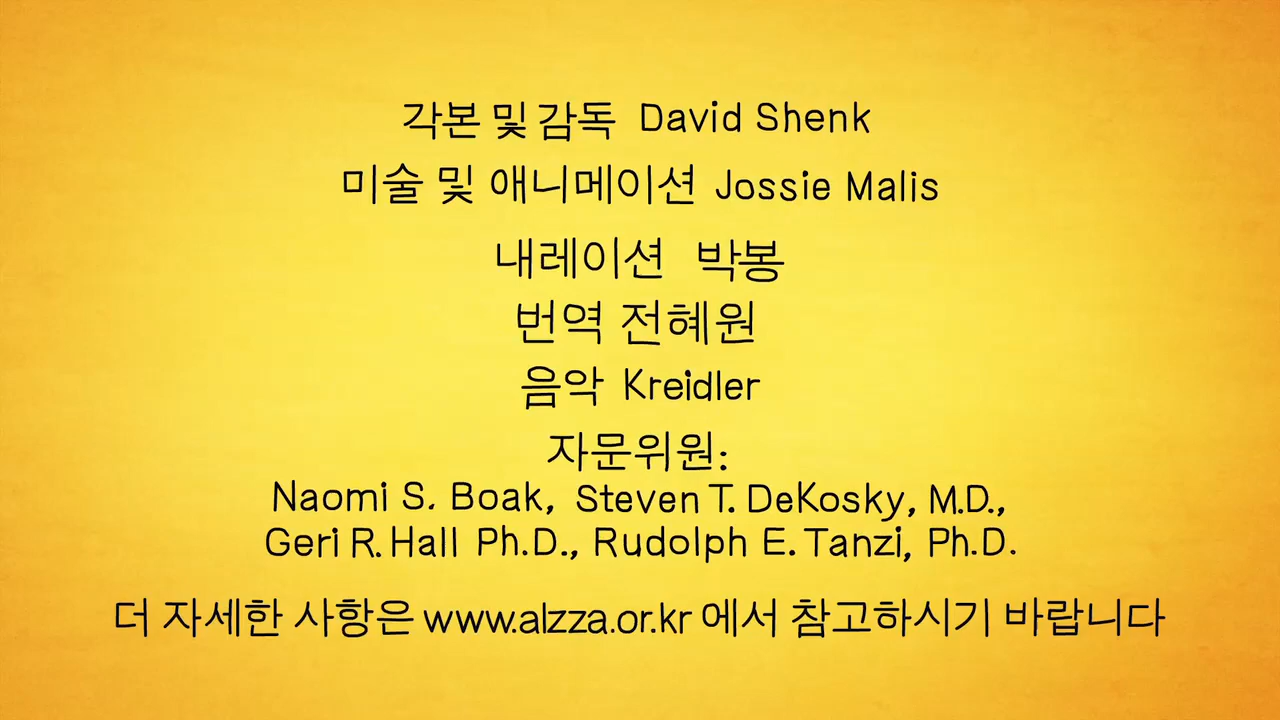 각본 및 감독 David Shenk
미술 및 애니메이션 Jossie Malis
내레이션 박봉
번역 전혜원
음악 Kreidler
자문위원:
Naomi S. Boak, Steven T. DeKosky, M.D.,
Geri R. Hall Ph.D., Rudolph E. Tanzi, Ph.D.
더 자세한 사항은 www.alzza.or.kr 에서 참고하시기 바랍니다